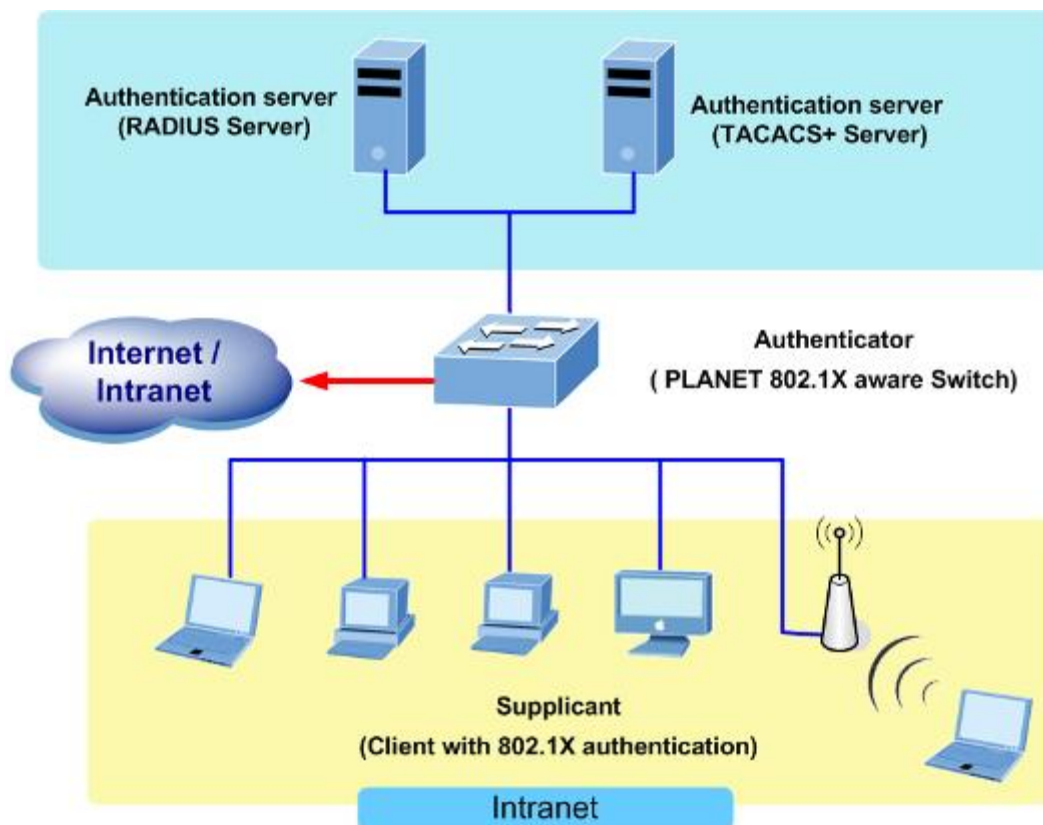 Authentication server
(RADIUS Server)
Authentication server
(TACACS+ Server)
Internet /
Intranet
Authenticator
( PLANET 802.1X aware Switch)
Supplicant
(Client with 802.1X authentication)
Intranet